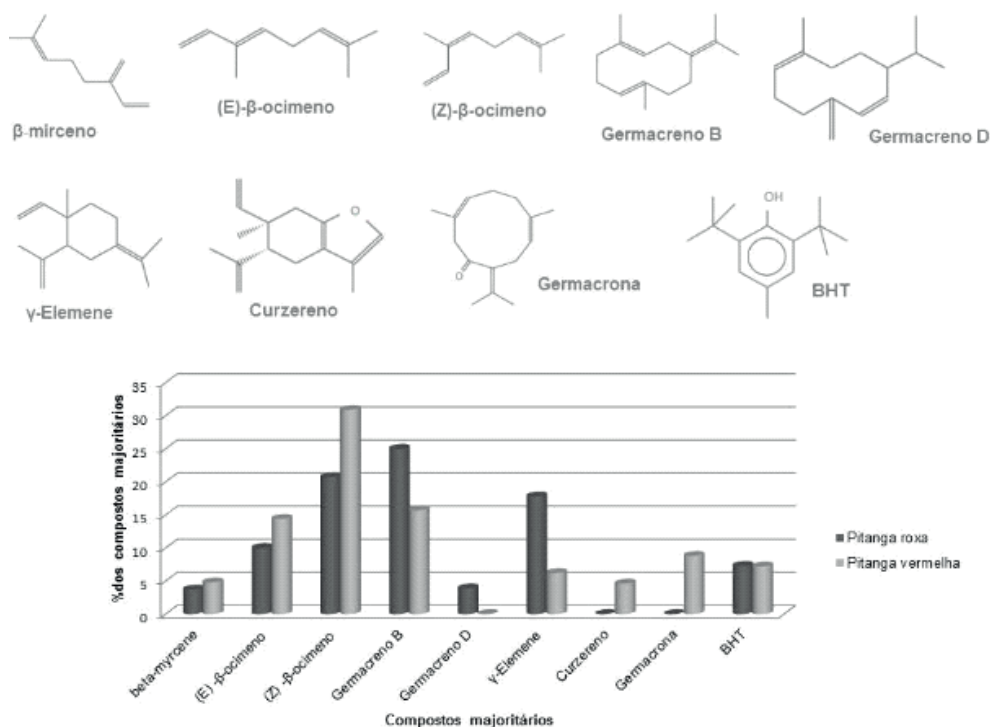 β-mirceno
(E)-β-ocimeno
(Z)-β-ocimeno
Germacreno B
Germacreno D
γ-Elemene
O
Curzereno
O
Germacrona
OH
BHT
%dos compostos majoritários
35
30
25
20
15
10
5
0
beta-myrcene
(E) -β-ocimeno
(Z) -β-ocimeno
Germacreno B
Germacreno D
γ-Elemene
Curzereno
Germacrona
BHT
Compostos majoritários
Pitanga roxa
Pitanga vermelha